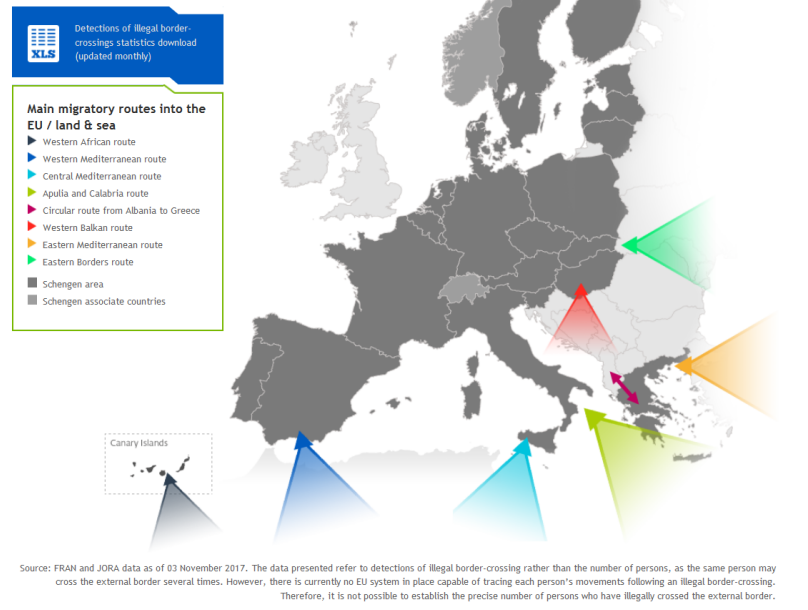 Detections of illegal border-
crossings statistics download
(updated monthly)
XLS
Main migratory routes into the
EU / land & sea
Western African route
Western Mediterranean route
Central Mediterranean route
Apulia and Calabria route
Circular route from Albania to Greece
Western Balkan route
Eastern Mediterranean route
Eastern Borders route
Schengen area
Schengen associate countries
Canary Islands
Source: FRAN and JORA data as of 03 November 2017. The data presented refer to detections of illegal border-crossing rather than the number of persons, as the same person may
cross the external border several times. However, there is currently no EU system in place capable of tracing each person's movements following an illegal border-crossing.
Therefore, it is not possible to establish the precise number of persons who have illegally crossed the external border.